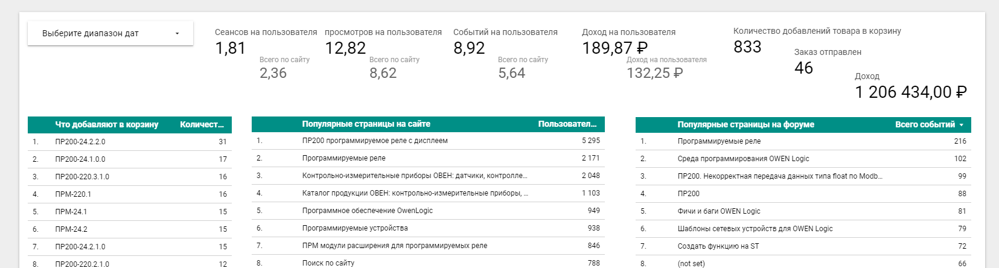 Выберите диапазон дат
Сеансов на пользователя
1,81
Всего по сайту
2,36
просмотров на пользователя
12,82
Всего по сайту
8,62
Событий на пользователя
8,92
Всего по сайту
5,64
Доход на пользователя
189,87 ₽
Доход на пользователя
132,25 ₽
Количество добавлений товара в корзину
833
Заказ отправлен
46
Доход
1 206 434,00 ₽
Что добавляют в корзину Количест...
1. ПР200-24.2.2.0 31
2. ПР200-24.1.0.0 17
3. ПР200-220.3.1.0 16
4. ПРМ-220.1 16
5. ПРМ-24.1 15
6. ПРМ-24.2 15
7. ПР200-24.2.1.0 15
8. ПР200-220.2.1.0 12
Популярные страницы на сайте Пользовател...
1. ПР200 программируемое реле с дисплеем 5 295
2. Программируемые реле 2 171
3. Контрольно-измерительные приборы ОВЕН: датчики, контролле... 2 048
4. Каталог продукции ОВЕН: контрольно-измерительные приборы, ... 1 103
5. Программное обеспечение OwenLogic 949
6. Программируемые устройства 938
7. ПРМ модули расширения для программируемых реле 846
8. Поиск по сайту 788
Популярные страницы на форуме Всего событий
1. Программируемые реле 216
2. Среда программирования OWEN Logic 102
3. ПР200. Некорректная передача данных типа float по Modb... 99
4. ПР200 88
5. Фичи и баги OWEN Logic 81
6. Шаблоны сетевых устройств для OWEN Logic 79
7. Создать функцию на ST 72
8. (not set) 66